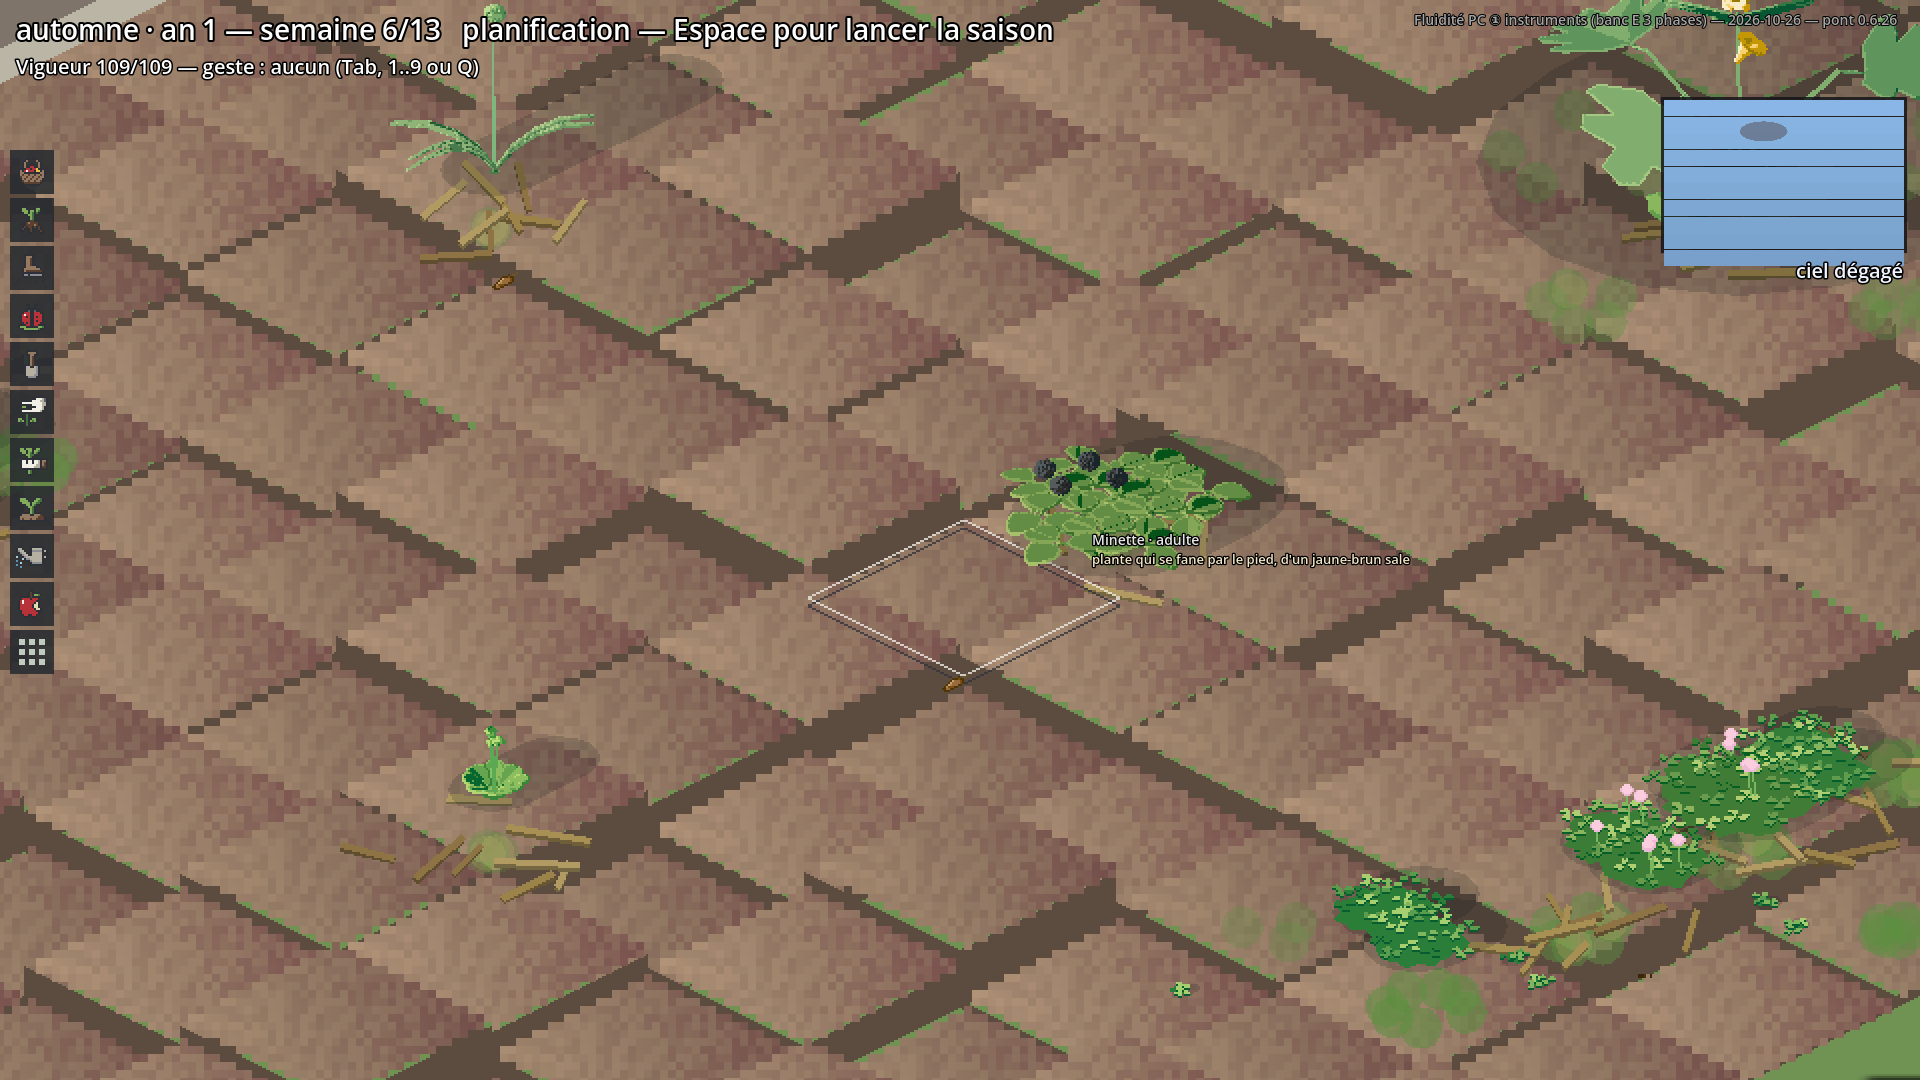 automne · an 1 — semaine 6/13   planification — Espace pour lancer la saison
Fluidité PC ① instruments (banc E 3 phases) — 2026-10-26 — pont 0.6.26
Vigueur 109/109 — geste : aucun (Tab, 1..9 ou Q)
ciel dégagé
Minette · adulte
plante qui se fane par le pied, d'un jaune-brun sale